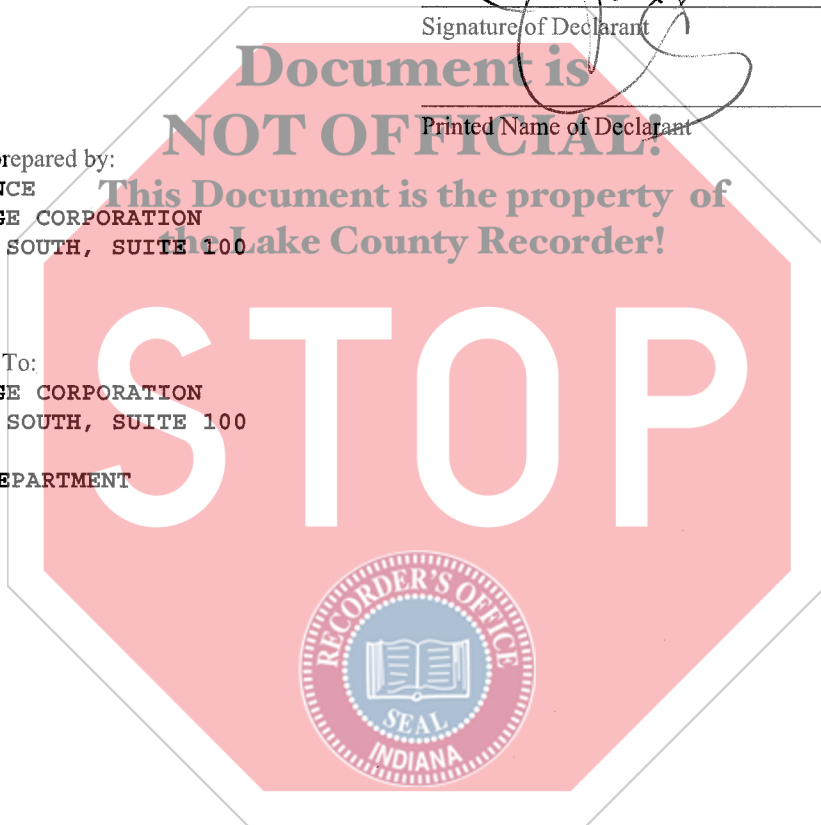 Signature of Declarant
Document is
Printed Name of Declarant
NOT OFFICIAL!
repared by:
NCE
This Document is the property of
GE CORPORATION
SOUTH, SUITE 100
the Lake County Recorder!
To:
GE CORPORATION
SOUTH, SUITE 100
EPARTMENT
STOP
RECORDER'S OFFICE
SEAL
INDIANA